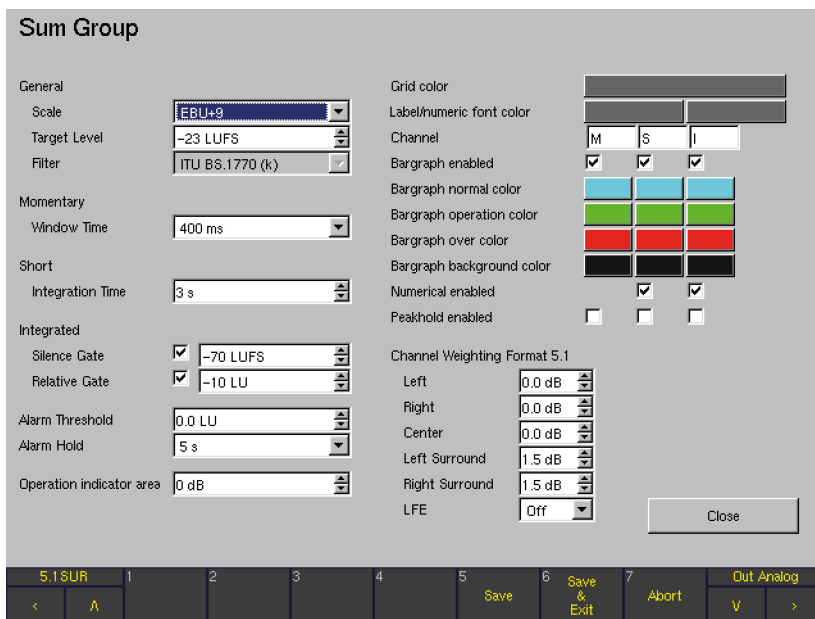 Sum Group
General
Scale EBU+9
Target Level -23 LUFS
Filter ITU BS.1770 (k)
Momentary
Window Time 400 ms
Short
Integration Time 3 s
Integrated
Silence Gate -70 LUFS
Relative Gate -10 LU
Alarm Threshold 0.0 LU
Alarm Hold 5 s
Operation indicator area 0 dB
Grid color
Label/numeric font color
Channel M S I
Bargraph enabled
Bargraph normal color
Bargraph operation color
Bargraph over color
Bargraph background color
Numerical enabled
Peakhold enabled
Channel Weighting Format 5.1
Left 0.0 dB
Right 0.0 dB
Center 0.0 dB
Left Surround 1.5 dB
Right Surround 1.5 dB
LFE Off
Close
5.1SUR
< Λ
1
2
3
4
5 Save
6 Save
&
Exit
7 Abort
Out Analog
V >